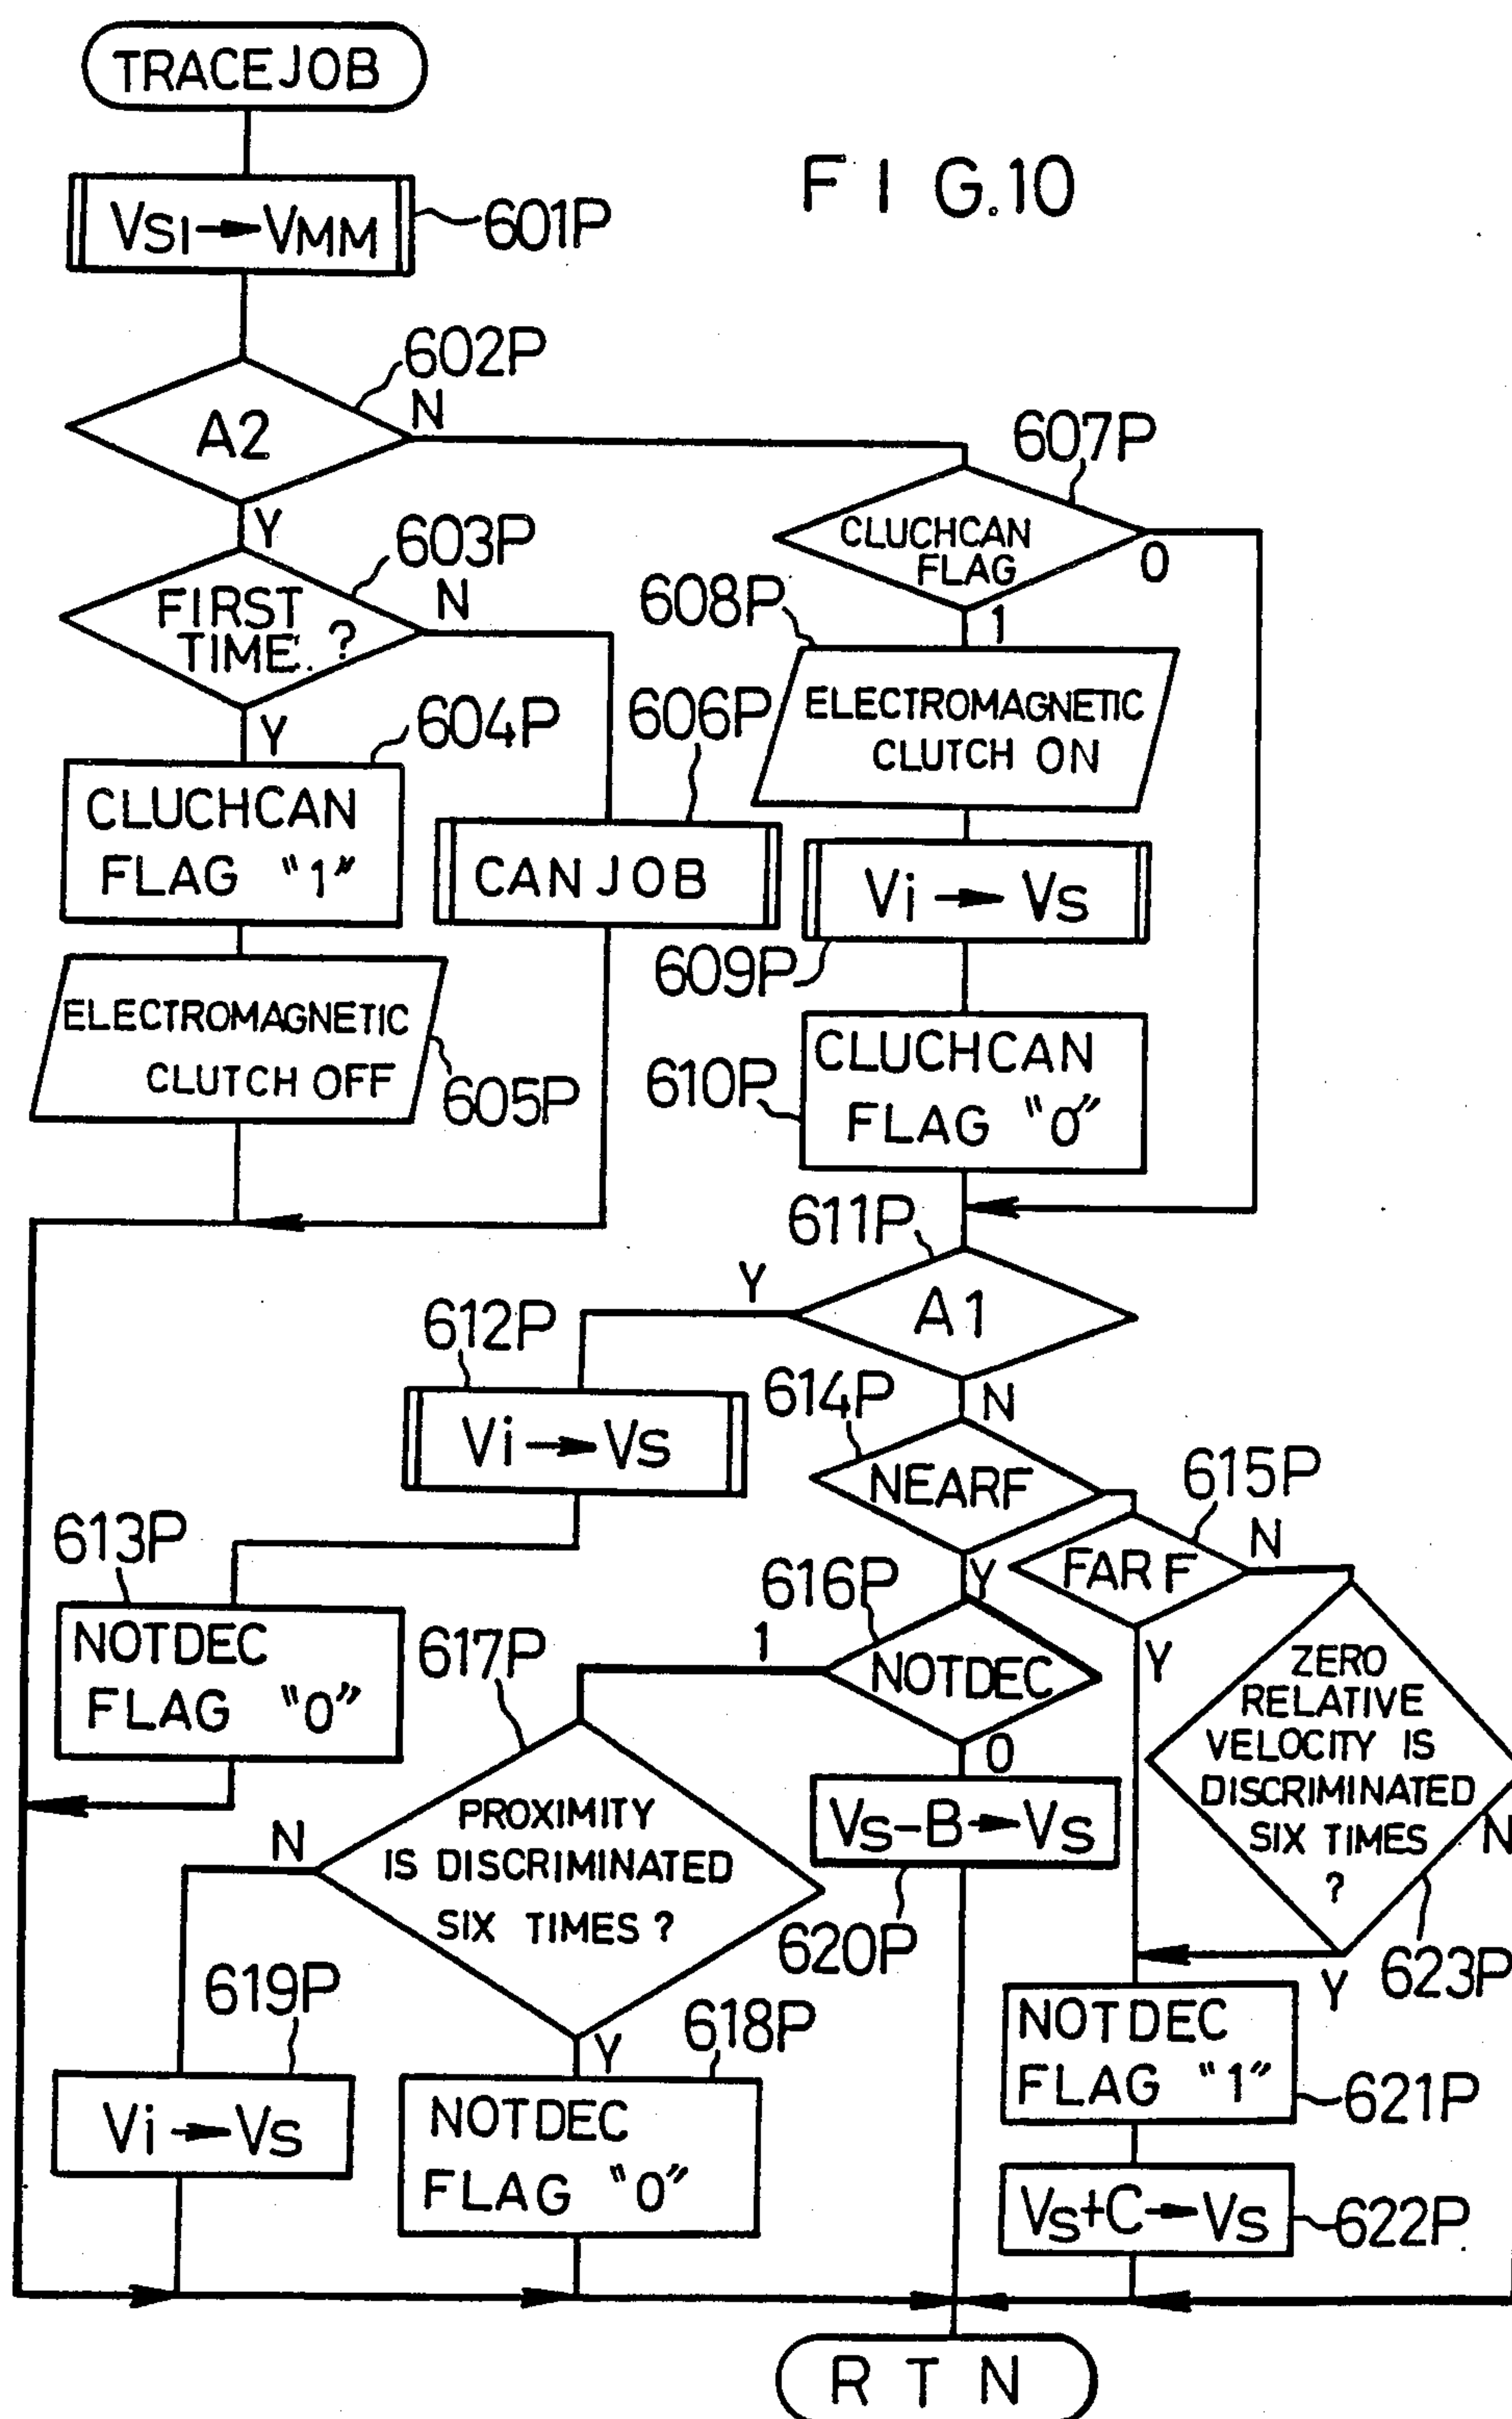 TRACEJOB
FIG.10
VSI→VMM
601P
602P
A2
N
607P
Y
603P
CLUCHCAN
FLAG
0
FIRST
TIME. ?
N
608P
1
Y
604P
606P
ELECTROMAGNETIC
CLUTCH ON
CLUCHCAN
FLAG "1"
CAN JOB
Vi → VS
609P
ELECTROMAGNETIC
CLUTCH OFF
605P
610P
CLUCHCAN
FLAG "0"
611P
Y
A1
612P
614P
N
Vi → VS
NEARF
615P
613P
616P
Y
FARF
N
NOTDEC
FLAG "0"
617P
1
NOTDEC
Y
ZERO
RELATIVE
VELOCITY IS
DISCRIMINATED
SIX TIMES
?
N
0
N
PROXIMITY
IS DISCRIMINATED
SIX TIMES ?
VS-B→VS
620P
623P
619P
Y
618P
Y
NOTDEC
FLAG "1"
621P
Vi → VS
NOTDEC
FLAG "0"
VS+C→VS
622P
RTN